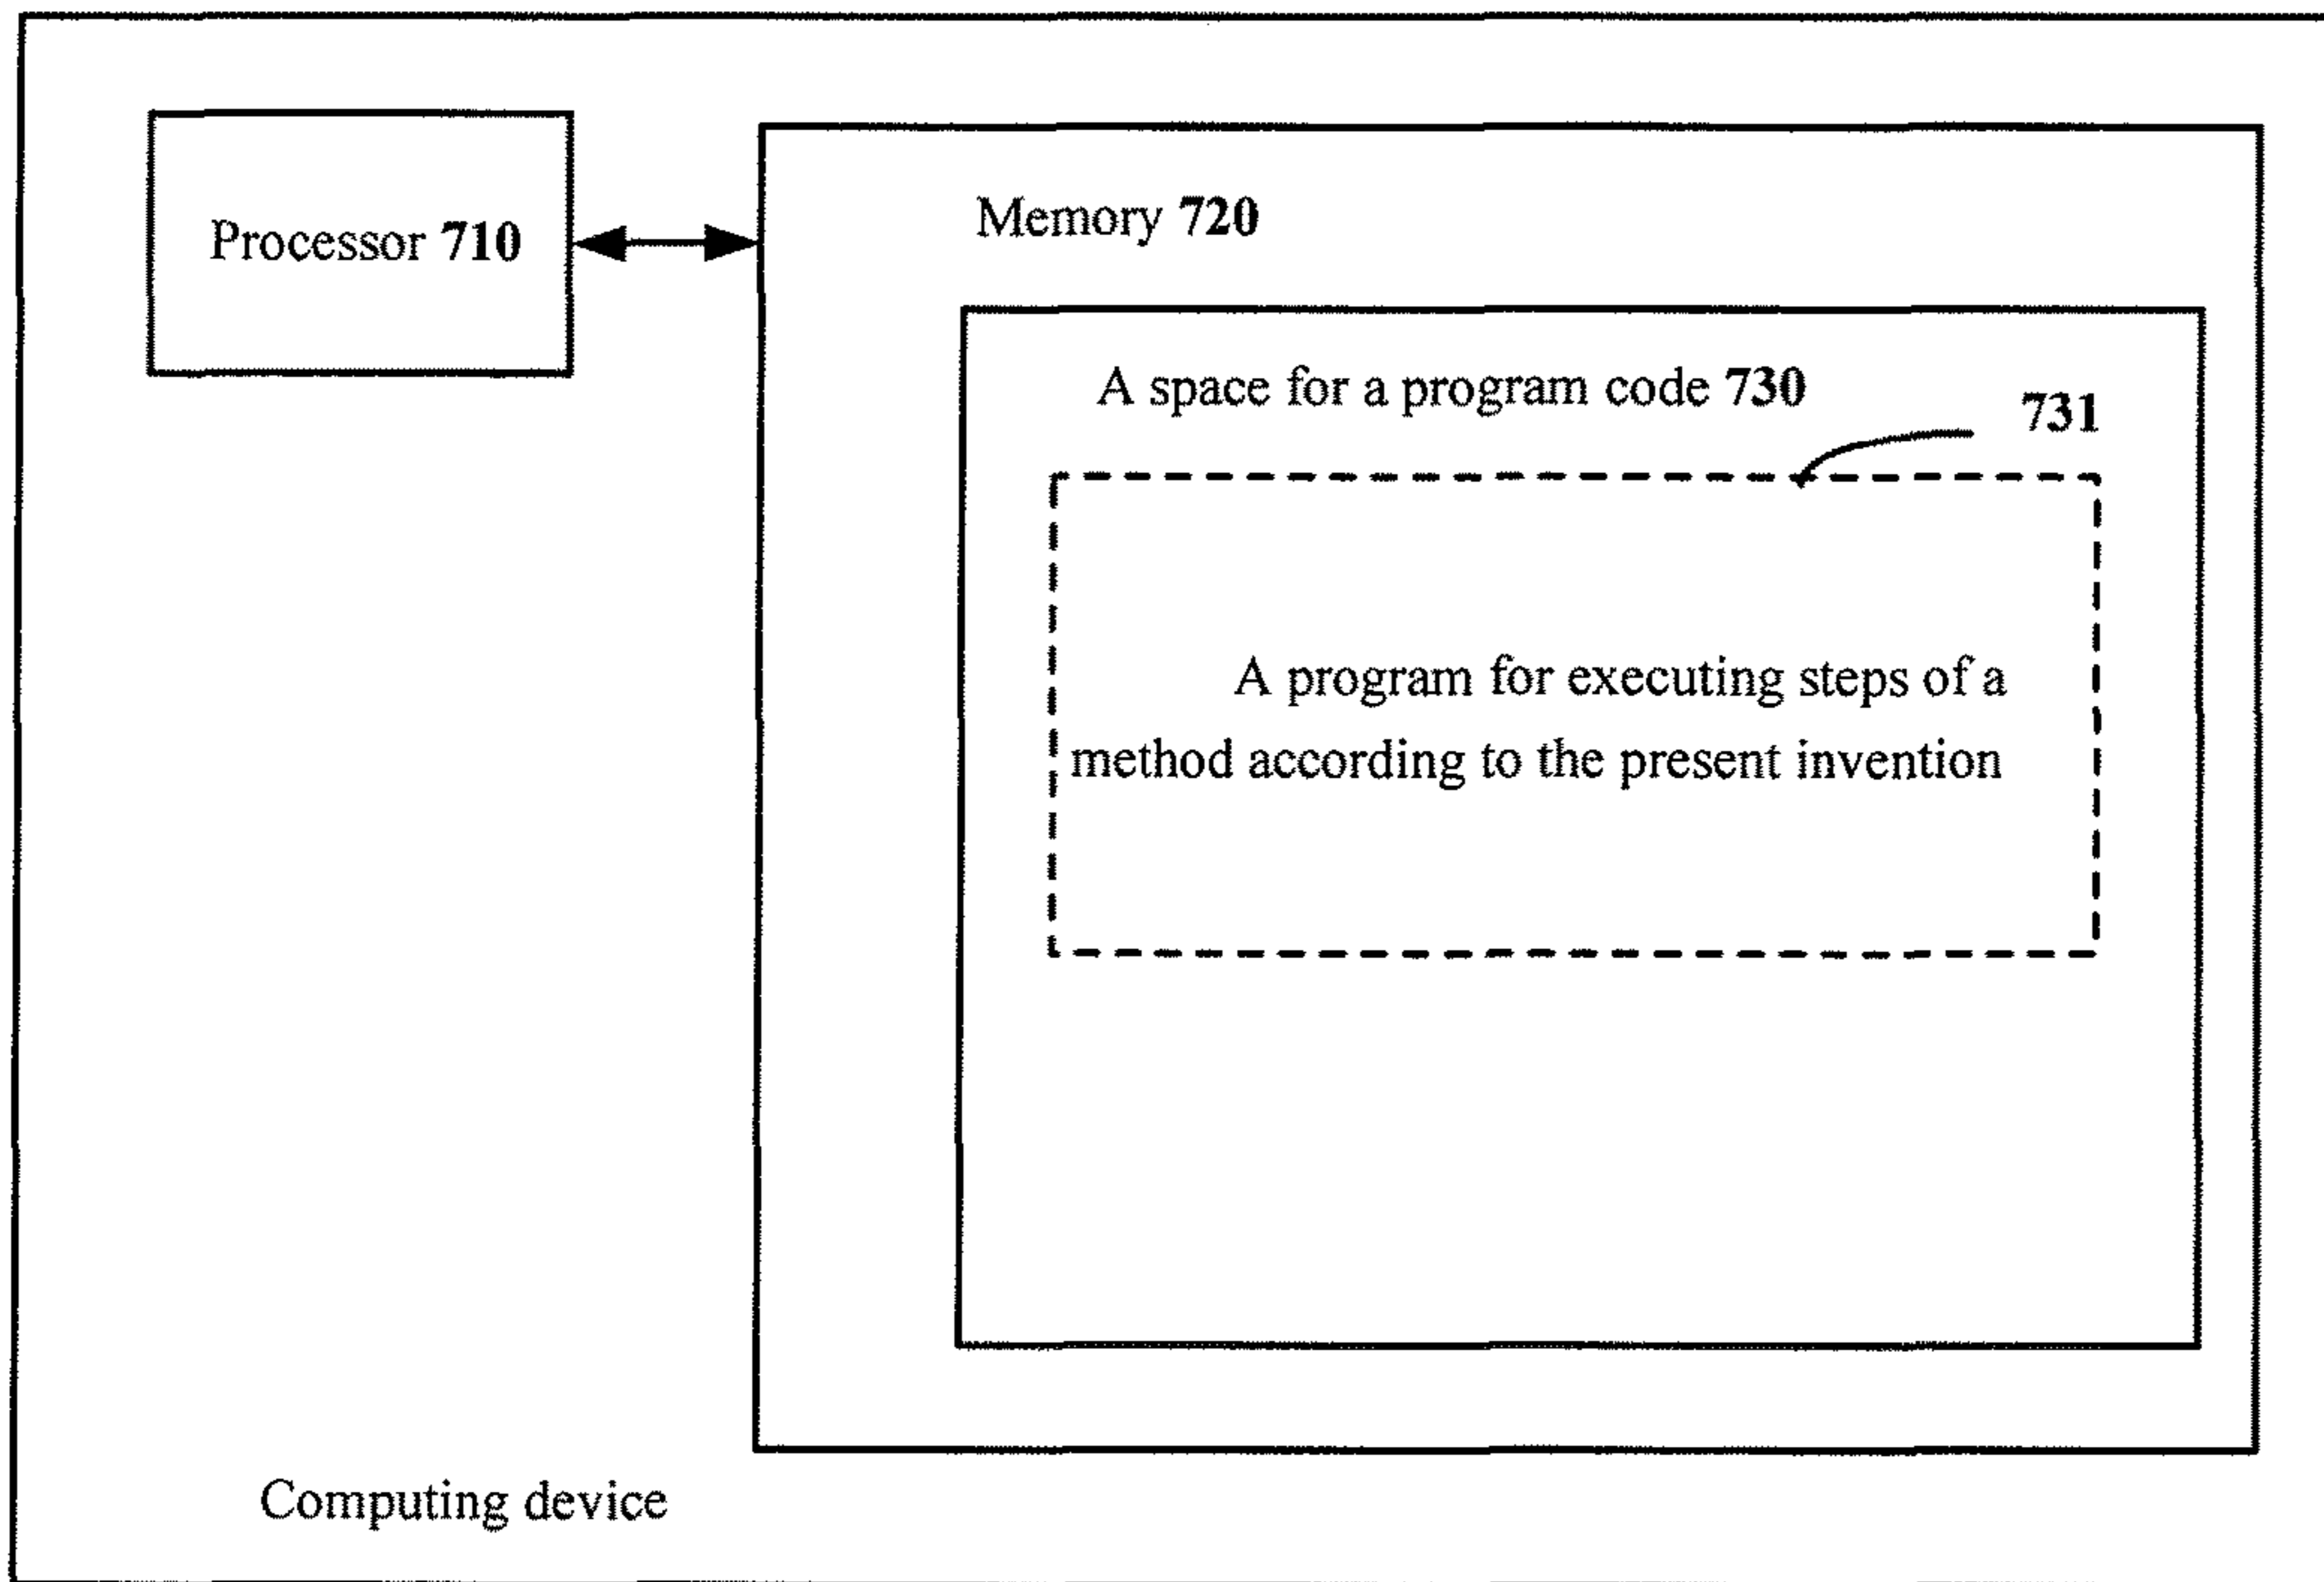 Processor 710
Memory 720
A space for a program code 730
731
A program for executing steps of a
method according to the present invention
Computing device